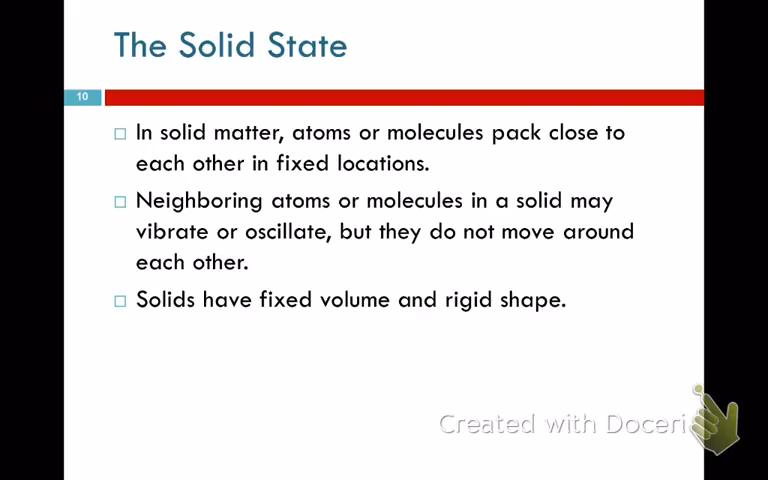 The Solid State
10
In solid matter, atoms or molecules pack close to
each other in fixed locations.
Neighboring atoms or molecules in a solid may
vibrate or oscillate, but they do not move around
each other.
Solids have fixed volume and rigid shape.
Created with Doceri